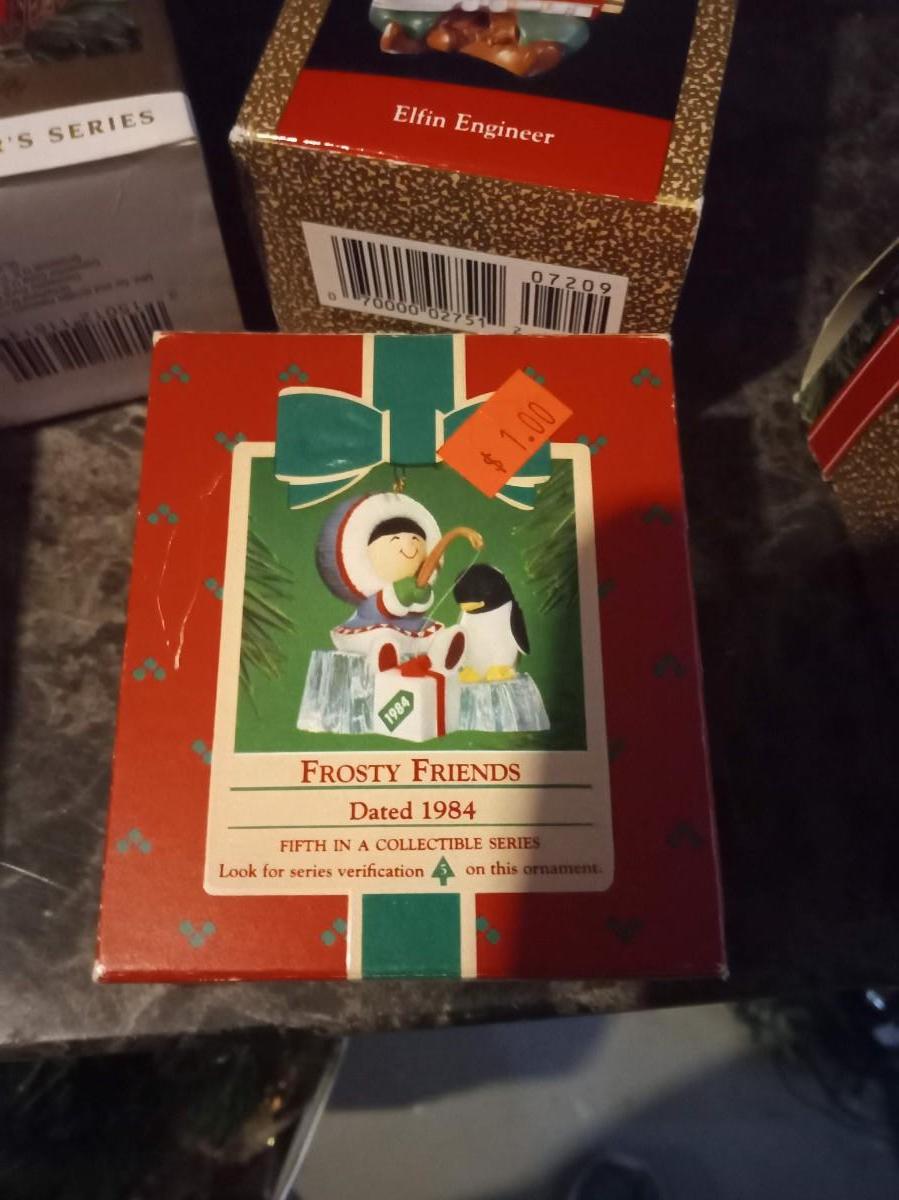 'S SERIES
Elfin Engineer
07209
0 70000 02751 2
$ 1.00
1984
FROSTY FRIENDS
Dated 1984
FIFTH IN A COLLECTIBLE SERIES
Look for series verification 5 on this ornament.